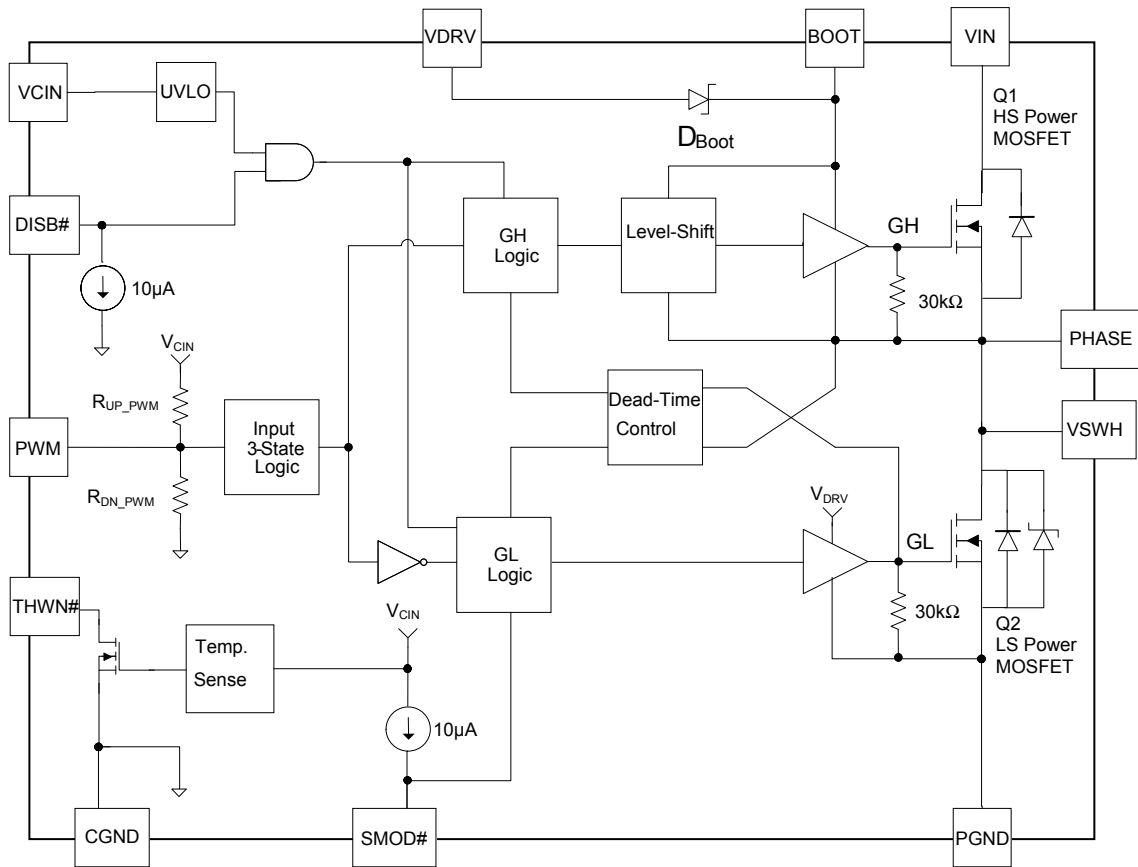 VDRV
BOOT
VIN
VCIN
UVLO
Q1
HS Power
MOSFET
DBoot
DISB#
GH
Logic
Level-Shift
GH
10µA
30kΩ
VCIN
PHASE
RUP_PWM
Dead-Time
Control
PWM
Input
3-State
Logic
VSWH
RDN_PWM
VDRV
GL
Logic
GL
THWN#
VCIN
30kΩ
Q2
LS Power
MOSFET
Temp.
Sense
10µA
CGND
SMOD#
PGND